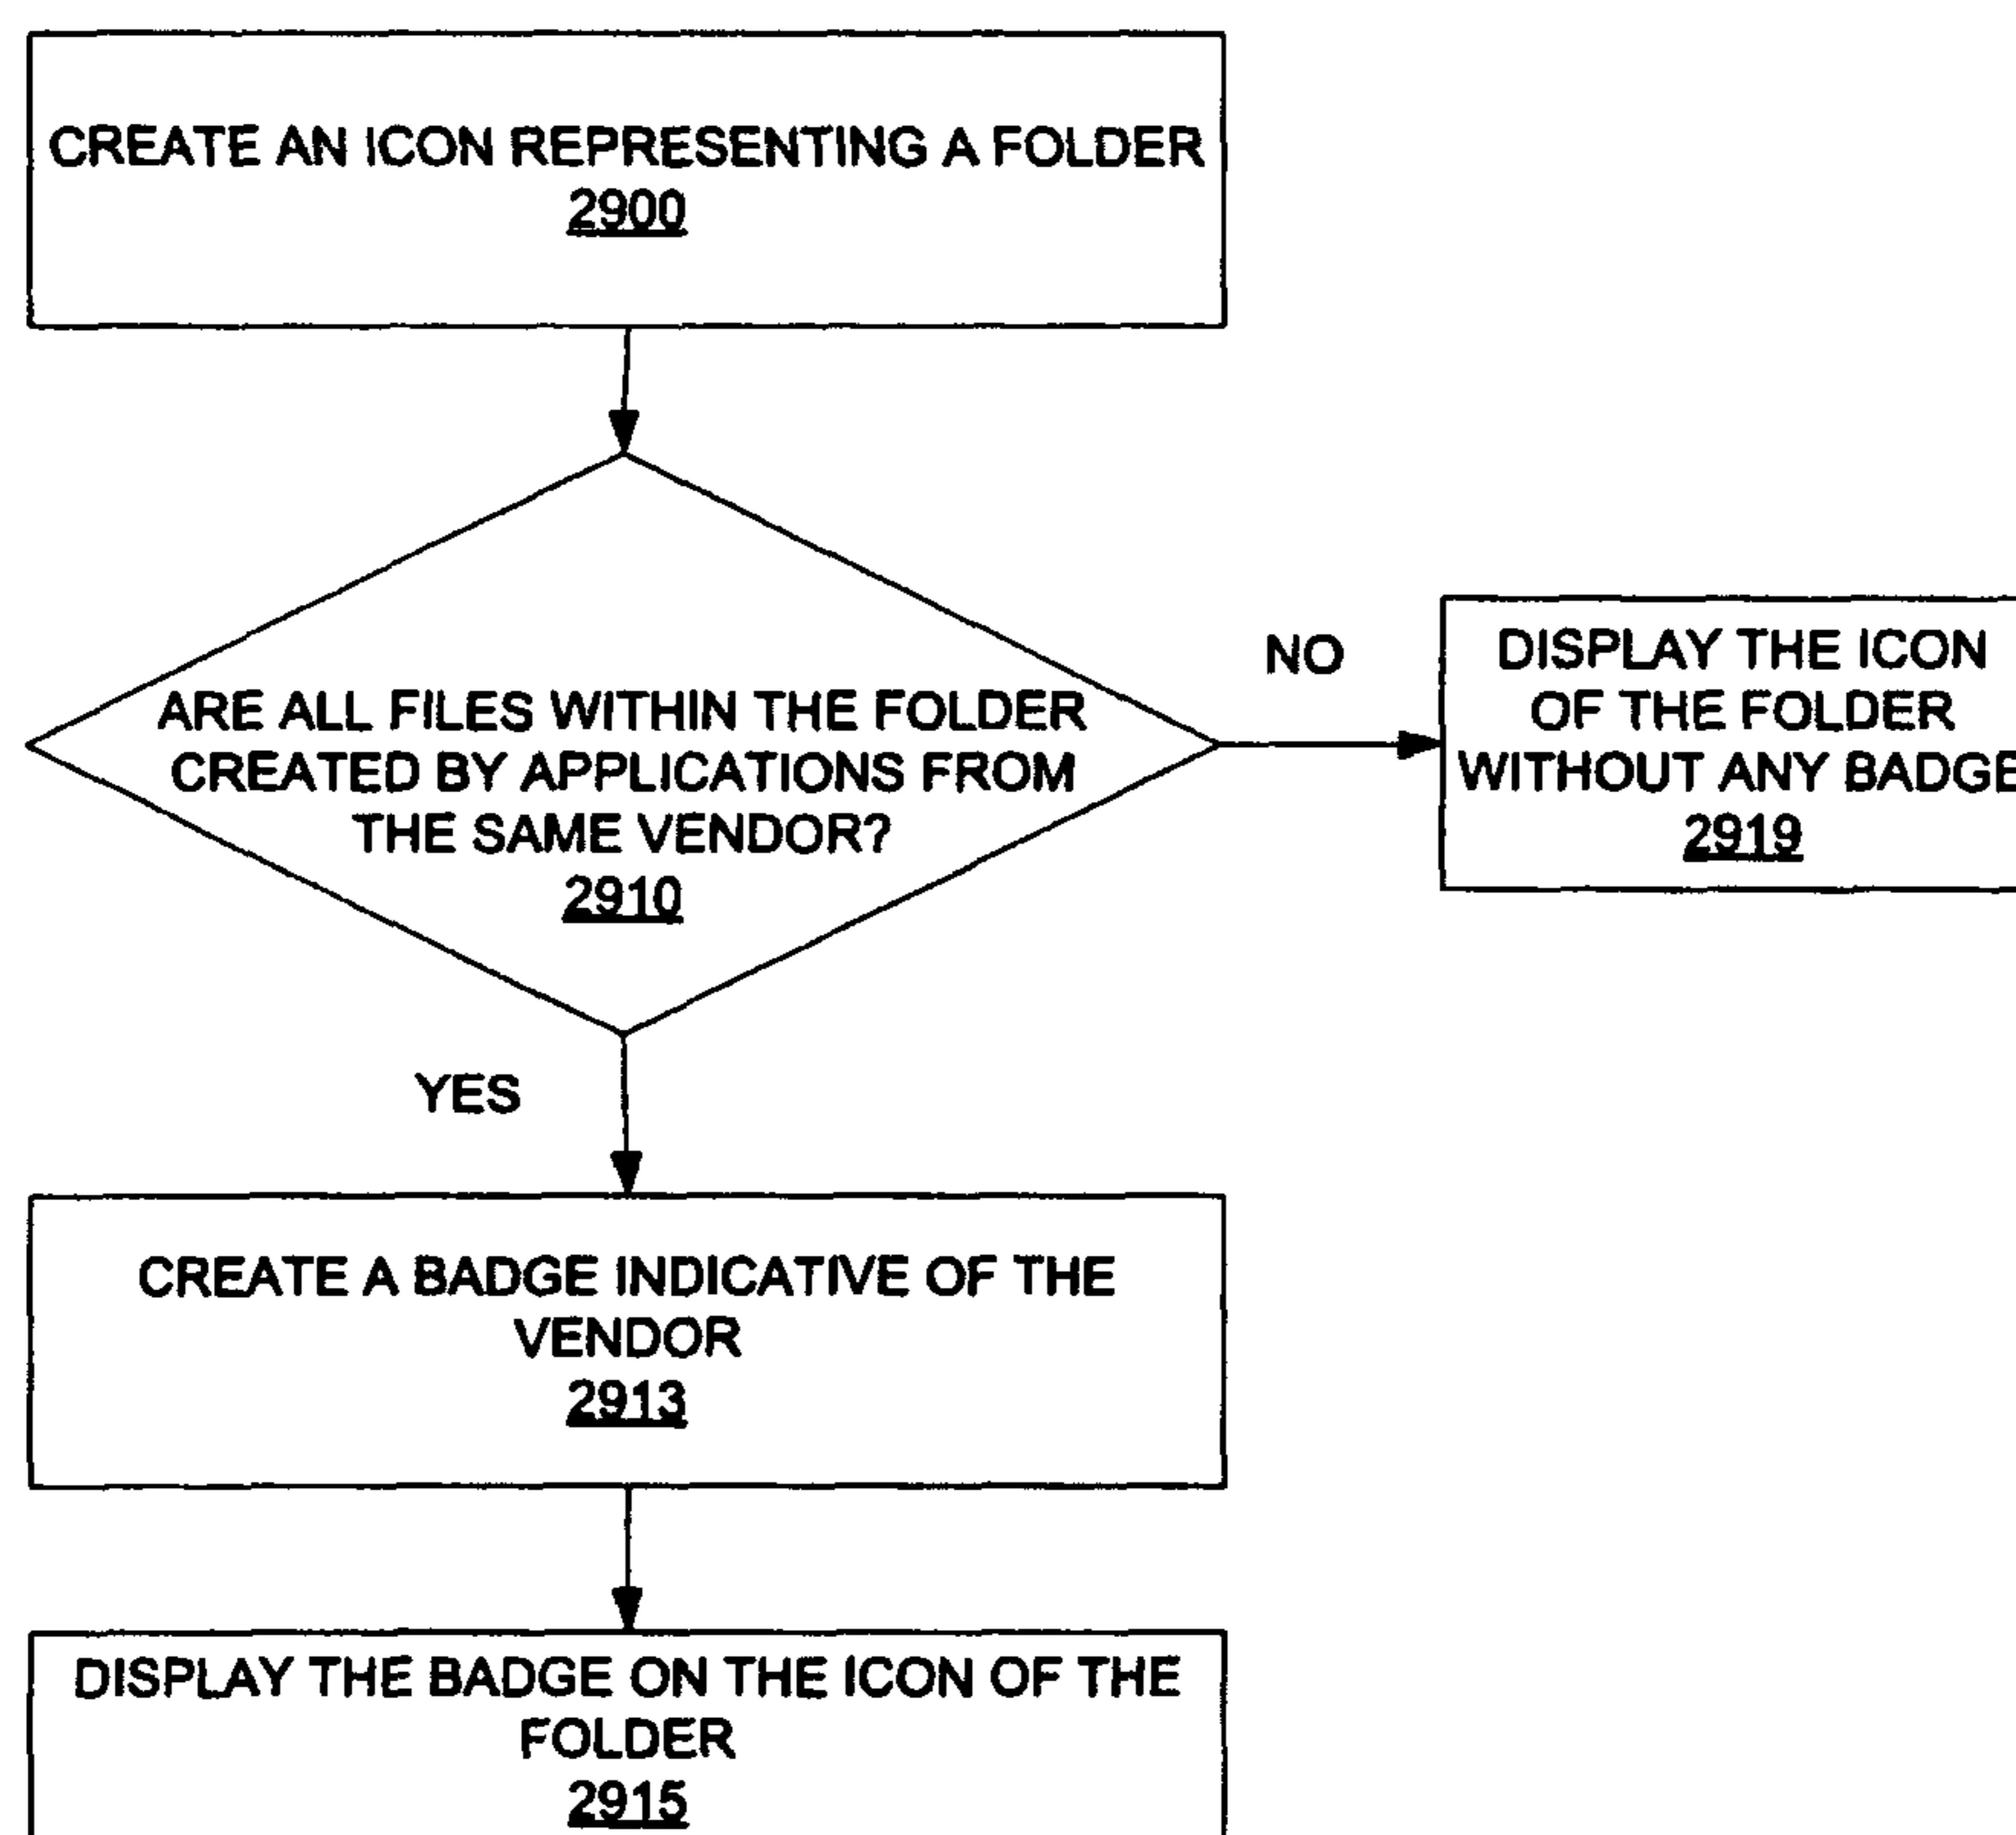 CREATE AN ICON REPRESENTING A FOLDER
2900
ARE ALL FILES WITHIN THE FOLDER
CREATED BY APPLICATIONS FROM
THE SAME VENDOR?
2910
NO
DISPLAY THE ICON
OF THE FOLDER
WITHOUT ANY BADGE
2919
YES
CREATE A BADGE INDICATIVE OF THE
VENDOR
2913
DISPLAY THE BADGE ON THE ICON OF THE
FOLDER
2915